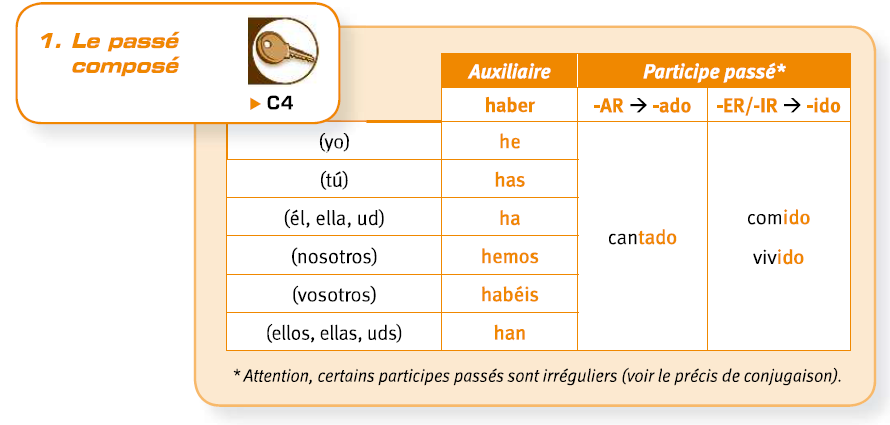 1. Le passé
composé
▶ C4
Auxiliaire Participe passé*
haber -AR → -ado -ER/-IR → -ido
(yo) he
(tú) has
(él, ella, ud) ha
(nosotros) hemos
(vosotros) habéis
(ellos, ellas, uds) han
cantado
comido
vivido
* Attention, certains participes passés sont irréguliers (voir le précis de conjugaison).